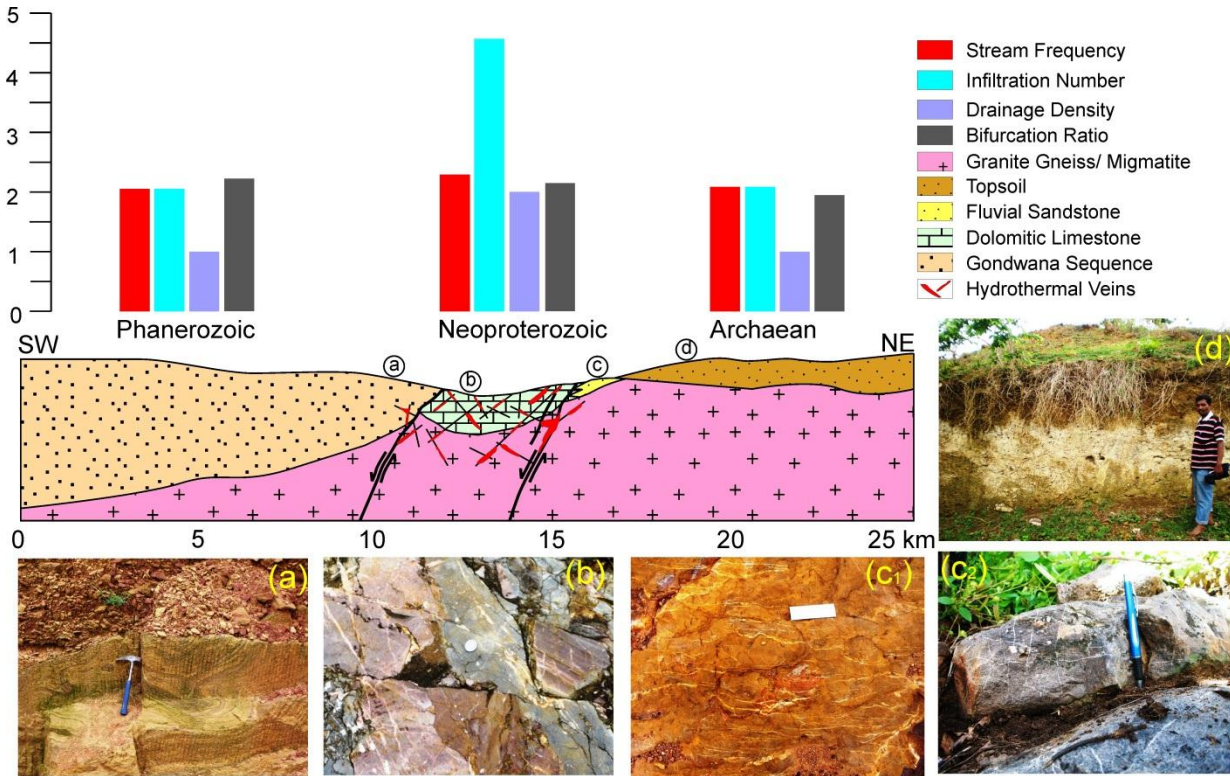 5
4
3
2
1
0
Stream Frequency
Infiltration Number
Drainage Density
Bifurcation Ratio
Granite Gneiss/ Migmatite
Topsoil
Fluvial Sandstone
Dolomitic Limestone
Gondwana Sequence
Hydrothermal Veins
Phanerozoic
Neoproterozoic
Archaean
SW
NE
a
b
c
d
0
5
10
15
20
25 km
(d)
(a)
(b)
(c1)
(c2)